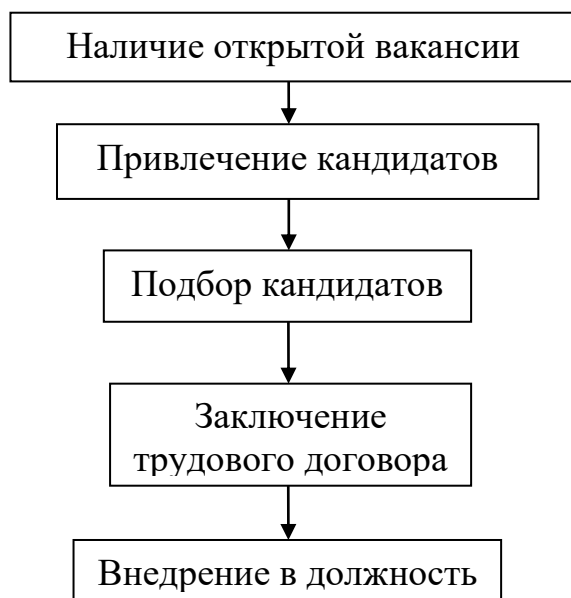 Наличие открытой вакансии
Привлечение кандидатов
Подбор кандидатов
Заключение
трудового договора
Внедрение в должность